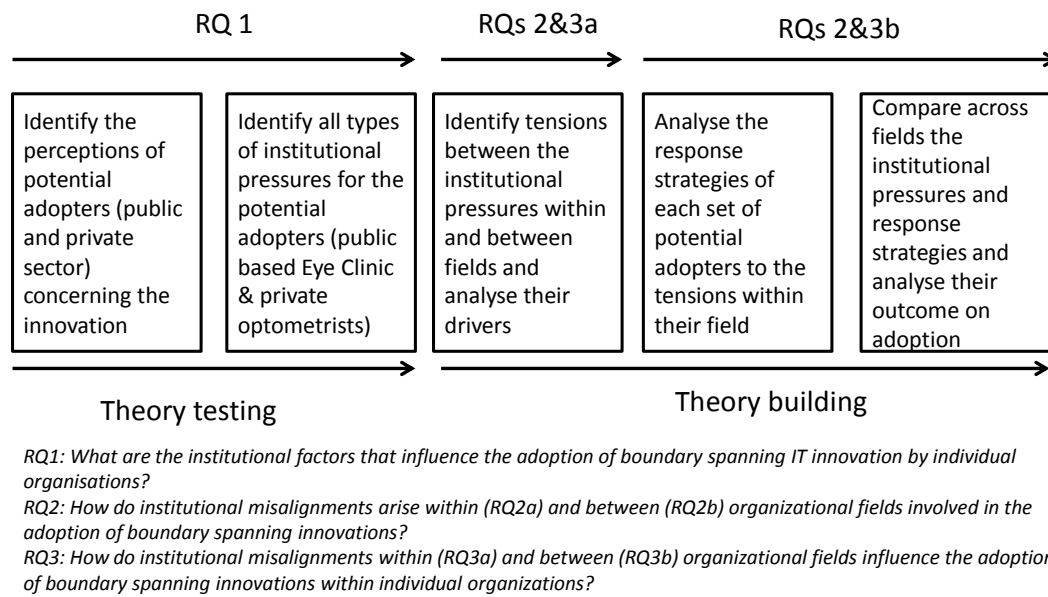 RQ 1
RQs 2&3a
RQs 2&3b
Identify the
perceptions of
potential
adopters (public
and private
sector)
concerning the
innovation
Identify all types
of institutional
pressures for the
potential
adopters (public
based Eye Clinic
& private
optometrists)
Identify tensions
between the
institutional
pressures within
and between
fields and
analyse their
drivers
Analyse the
response
strategies of
each set of
potential
adopters to the
tensions within
their field
Compare across
fields the
institutional
pressures and
response
strategies and
analyse their
outcome on
adoption
Theory testing
Theory building
RQ1: What are the institutional factors that influence the adoption of boundary spanning IT innovation by individual
organisations?
RQ2: How do institutional misalignments arise within (RQ2a) and between (RQ2b) organizational fields involved in the
adoption of boundary spanning innovations?
RQ3: How do institutional misalignments within (RQ3a) and between (RQ3b) organizational fields influence the adoption
of boundary spanning innovations within individual organizations?